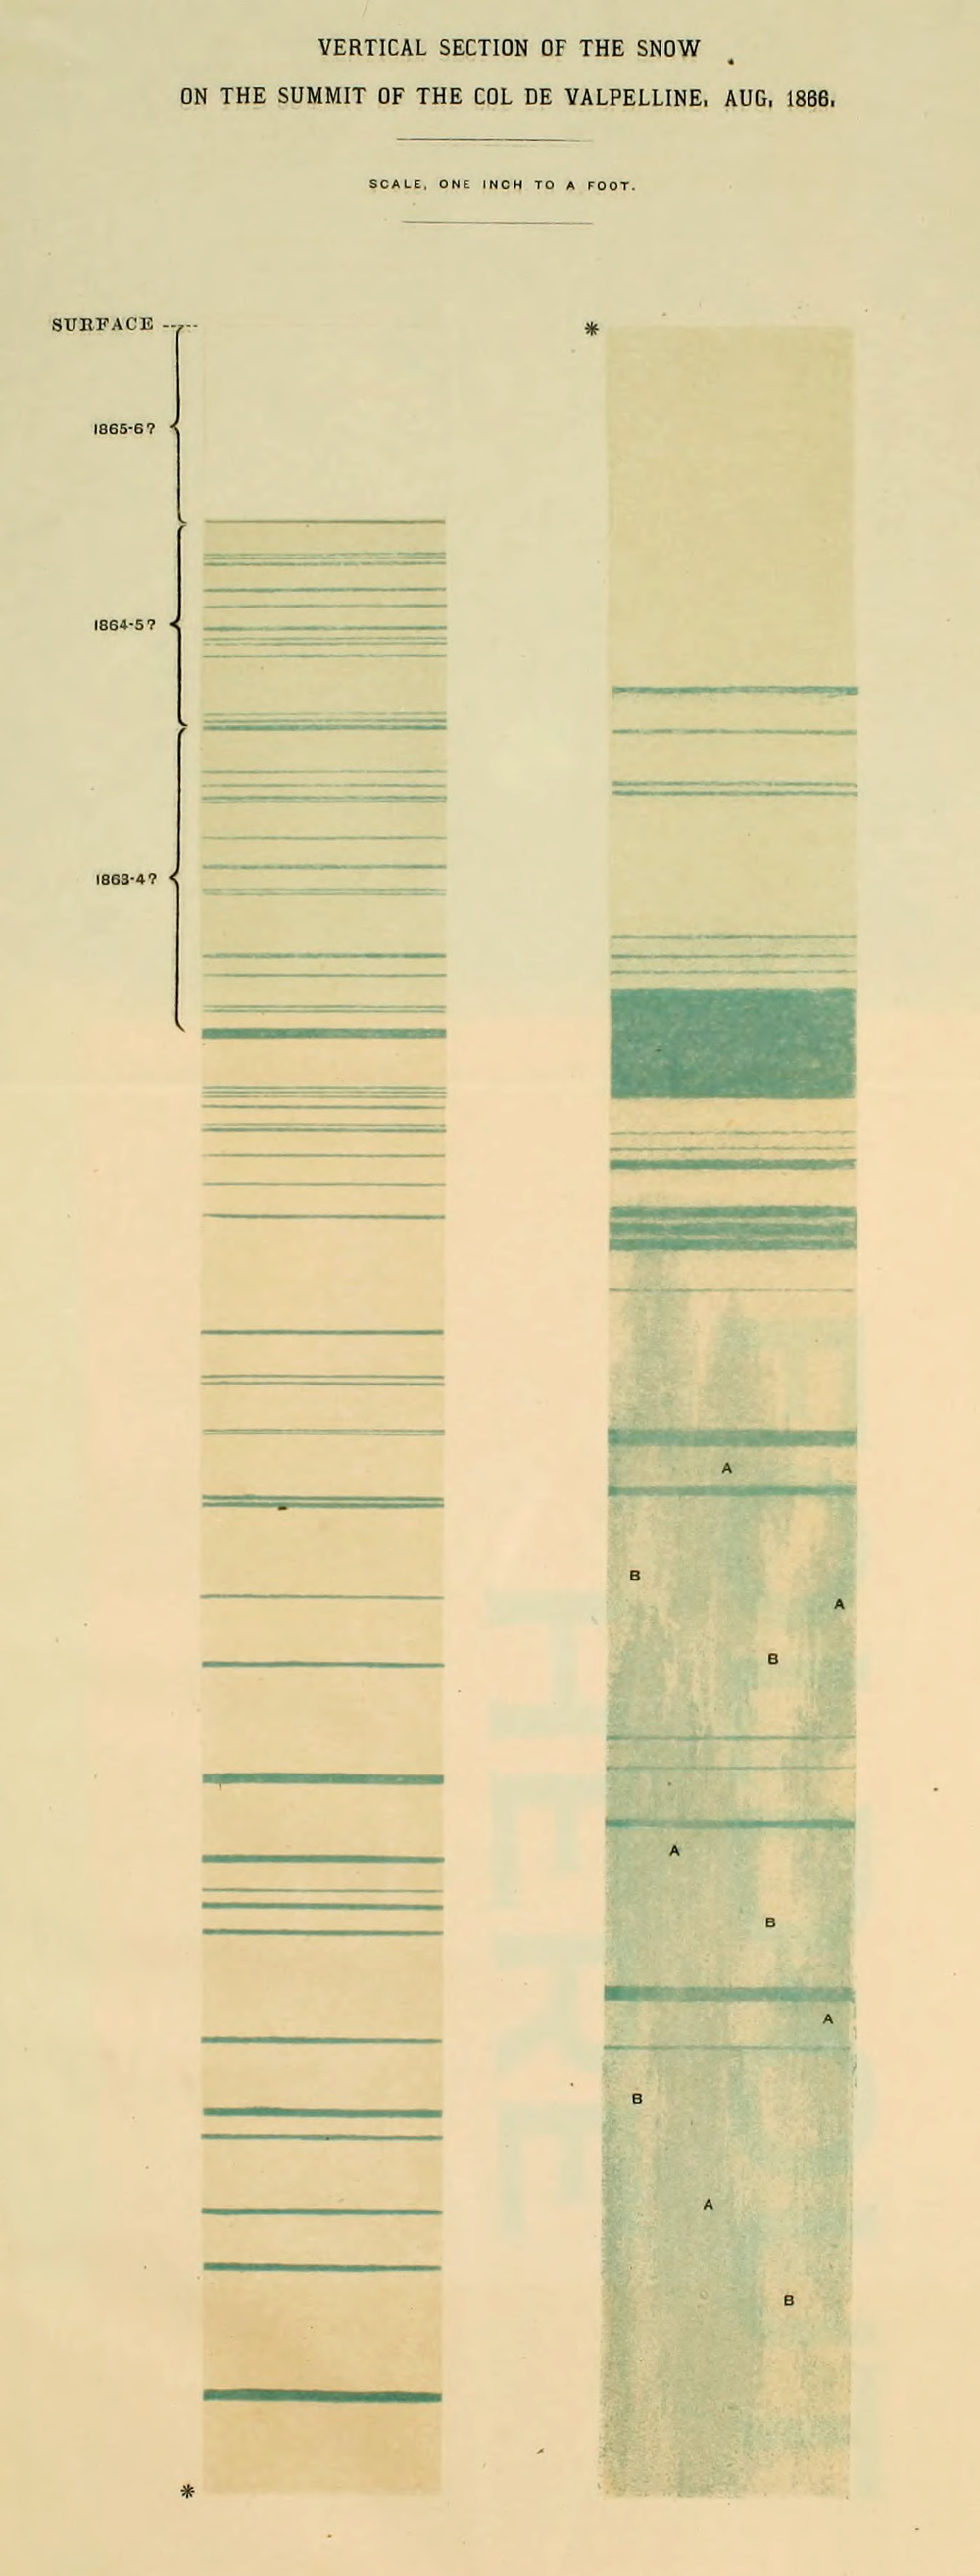 VERTICAL SECTION OF THE SNOW
ON THE SUMMIT OF THE COL DE VALPELLINE, AUG, 1866,
SCALE, ONE INCH TO A FOOT.
SURFACE
*
1865-6?
1864-5?
1863-4?
A
B
A
B
A
B
A
B
A
B
*
HERE